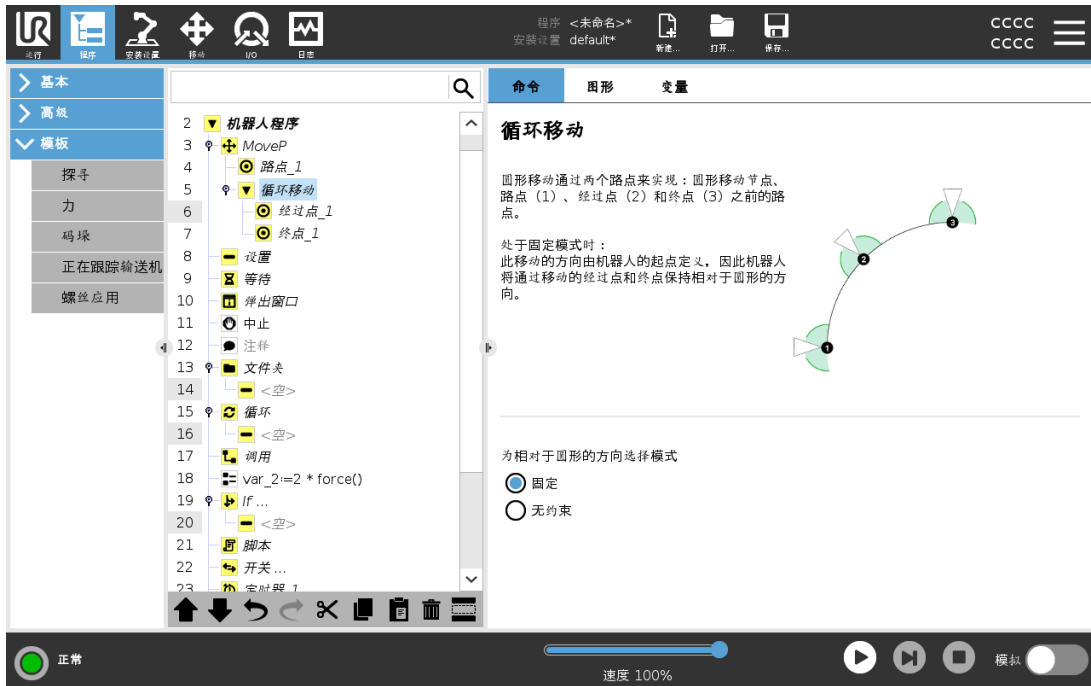 UR
运行
程序
安装设置
移动
I/O
日志
程序 <未命名>*
安装设置 default*
新建...
打开...
保存...
CCCC
CCCC
基本
高级
模板
探寻
力
码垛
正在跟踪输送机
螺丝应用
2 机器人程序
3 MoveP
4 路点_1
5 循环移动
6 经过点_1
7 终点_1
8 设置
9 等待
10 弹出窗口
11 中止
12 注释
13 文件夹
14 <空>
15 循环
16 <空>
17 调用
18 var_2:=2 * force()
19 If ...
20 <空>
21 脚本
22 开关 ...
23 定时器_1
命令
图形
变量
循环移动
圆形移动通过两个路点来实现：圆形移动节点、
路点（1）、经过点（2）和终点（3）之前的路
点。
处于固定模式时：
此移动的方向由机器人的起点定义，因此机器人
将通过移动的经过点和终点保持相对于圆形的方
向。
3
2
1
为相对于圆形的方向选择模式
固定
无约束
正常
速度 100%
模拟